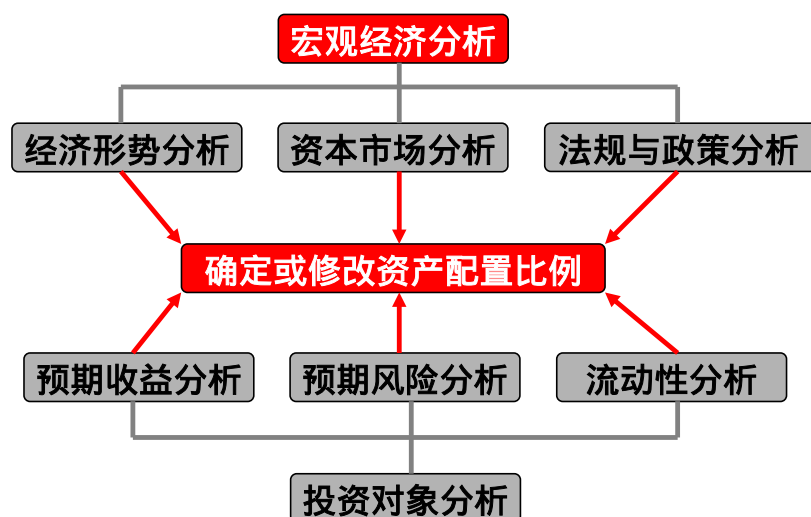 宏观经济分析
经济形势分析
资本市场分析
法规与政策分析
确定或修改资产配置比例
预期收益分析
预期风险分析
流动性分析
投资对象分析